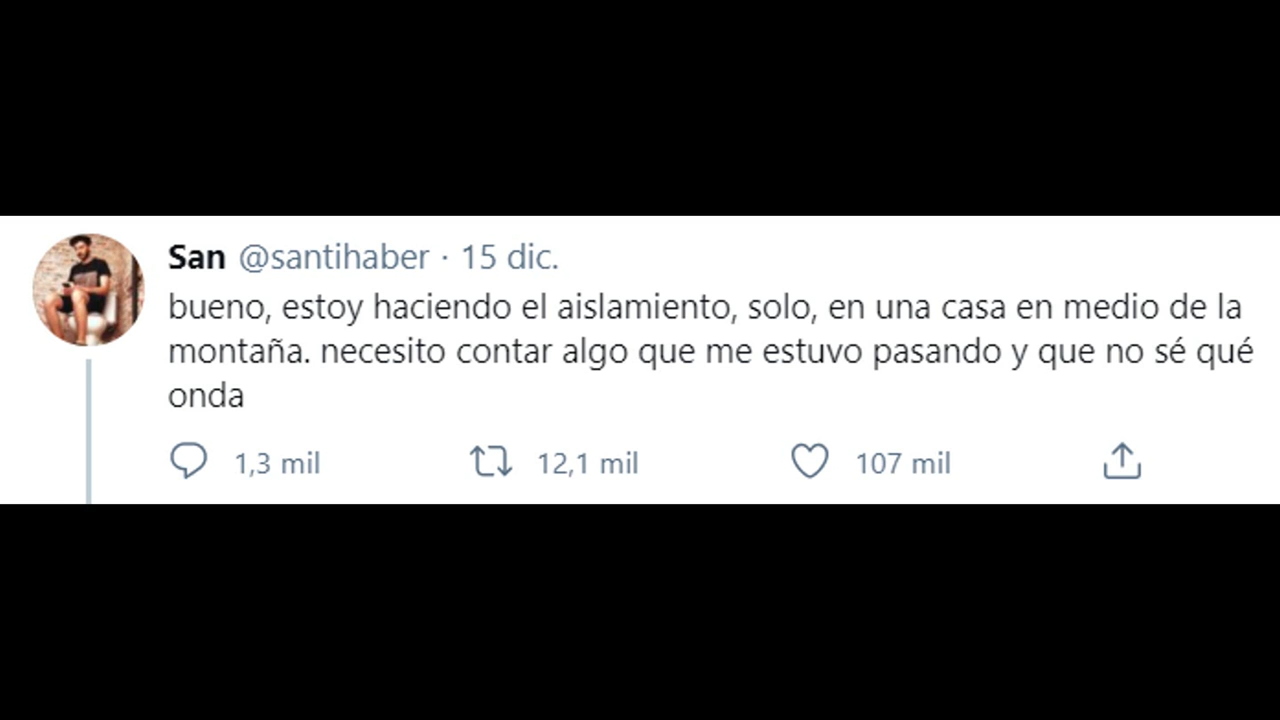 San @santihaber · 15 dic.
bueno, estoy haciendo el aislamiento, solo, en una casa en medio de la
montaña. necesito contar algo que me estuvo pasando y que no sé qué
onda
1,3 mil 12,1 mil 107 mil